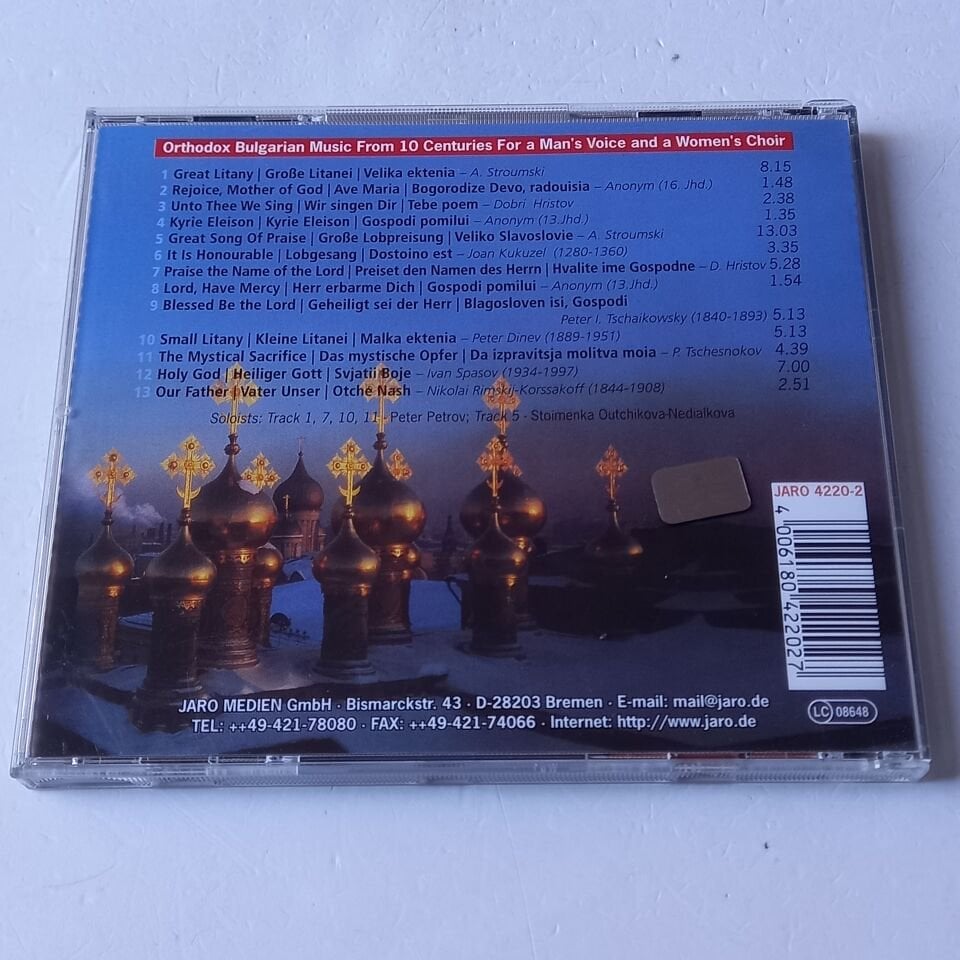 Orthodox Bulgarian Music From 10 Centuries For a Man's Voice and a Women's Choir
1 Great Litany | Große Litanei | Velika ektenia – A. Stroumski 8.15
2 Rejoice, Mother of God | Ave Maria | Bogorodize Devo, radouisia – Anonym (16. Jhd.) 1.48
3 Unto Thee We Sing | Wir singen Dir | Tebe poem – Dobri Hristov 2.38
4 Kyrie Eleison | Kyrie Eleison | Gospodi pomilui – Anonym (13.Jhd.) 1.35
5 Great Song Of Praise | Große Lobpreisung | Veliko Slavoslovie – A. Stroumski 13.03
6 It Is Honourable | Lobgesang | Dostoino est – Joan Kukuzel (1280-1360) 3.35
7 Praise the Name of the Lord | Preiset den Namen des Herrn | Hvalite ime Gospodne – D. Hristov 5.28
8 Lord, Have Mercy | Herr erbarme Dich | Gospodi pomilui – Anonym (13.Jhd.) 1.54
9 Blessed Be the Lord | Geheiligt sei der Herr | Blagosloven isi, Gospodi
Peter I. Tschaikowsky (1840-1893) 5.13
10 Small Litany | Kleine Litanei | Malka ektenia – Peter Dinev (1889-1951) 5.13
11 The Mystical Sacrifice | Das mystische Opfer | Da izpravitsja molitva moia – P. Tschesnokov 4.39
12 Holy God | Heiliger Gott | Svjatii Boje – Ivan Spasov (1934-1997) 7.00
13 Our Father | Vater Unser | Otche Nash – Nikolai Rimskij-Korssakoff (1844-1908) 2.51
Soloists: Track 1, 7, 10, 11 - Peter Petrov; Track 5 - Stoimenka Outchikova-Nedialkova
JARO 4220-2
4 006180 422027
JARO MEDIEN GmbH · Bismarckstr. 43 · D-28203 Bremen · E-mail: mail@jaro.de
TEL: ++49-421-78080 · FAX: ++49-421-74066 · Internet: http://www.jaro.de
LC 08648